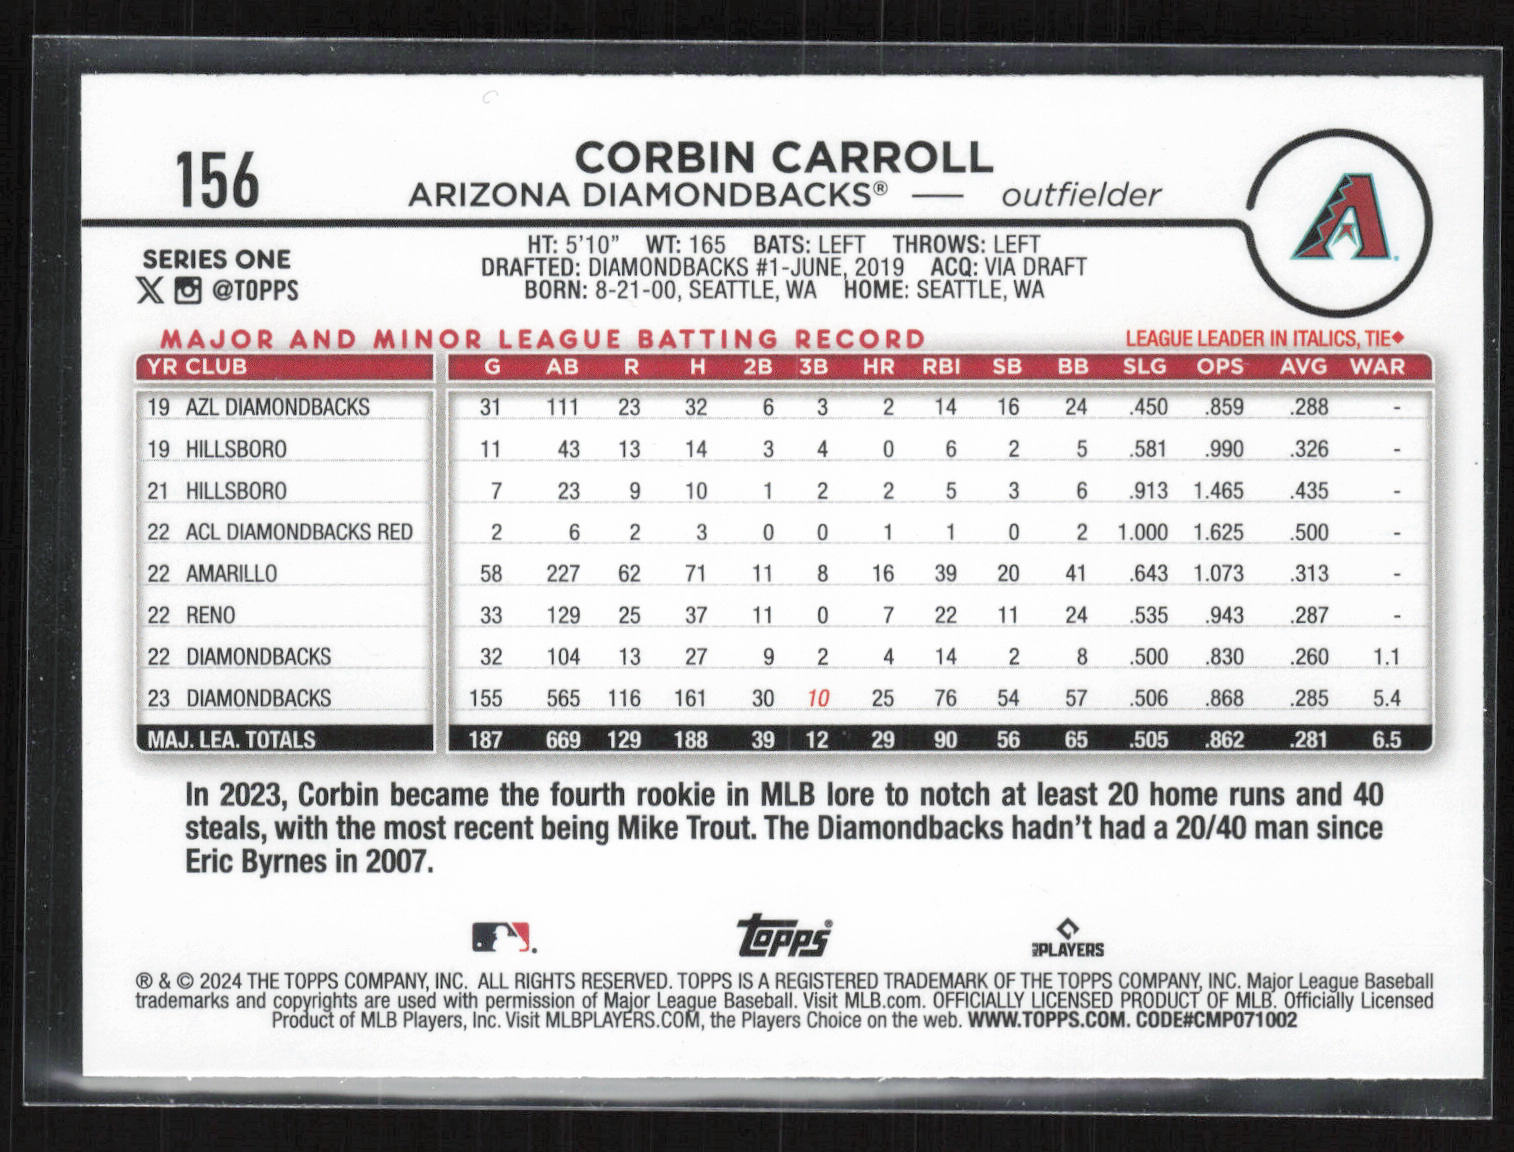 156
CORBIN CARROLL
ARIZONA DIAMONDBACKS® — outfielder
A
SERIES ONE
X @TOPPS
HT: 5'10" WT: 165 BATS: LEFT THROWS: LEFT
DRAFTED: DIAMONDBACKS #1-JUNE, 2019 ACQ: VIA DRAFT
BORN: 8-21-00, SEATTLE, WA HOME: SEATTLE, WA
MAJOR AND MINOR LEAGUE BATTING RECORD LEAGUE LEADER IN ITALICS, TIE◆
YR CLUB G AB R H 2B 3B HR RBI SB BB SLG OPS AVG WAR
19 AZL DIAMONDBACKS 31 111 23 32 6 3 2 14 16 24 .450 .859 .288 -
19 HILLSBORO 11 43 13 14 3 4 0 6 2 5 .581 .990 .326 -
21 HILLSBORO 7 23 9 10 1 2 2 5 3 6 .913 1.465 .435 -
22 ACL DIAMONDBACKS RED 2 6 2 3 0 0 1 1 0 2 1.000 1.625 .500 -
22 AMARILLO 58 227 62 71 11 8 16 39 20 41 .643 1.073 .313 -
22 RENO 33 129 25 37 11 0 7 22 11 24 .535 .943 .287 -
22 DIAMONDBACKS 32 104 13 27 9 2 4 14 2 8 .500 .830 .260 1.1
23 DIAMONDBACKS 155 565 116 161 30 10 25 76 54 57 .506 .868 .285 5.4
MAJ. LEA. TOTALS 187 669 129 188 39 12 29 90 56 65 .505 .862 .281 6.5
In 2023, Corbin became the fourth rookie in MLB lore to notch at least 20 home runs and 40
steals, with the most recent being Mike Trout. The Diamondbacks hadn't had a 20/40 man since
Eric Byrnes in 2007.
Topps®
MLB PLAYERS
® & © 2024 THE TOPPS COMPANY, INC. ALL RIGHTS RESERVED. TOPPS IS A REGISTERED TRADEMARK OF THE TOPPS COMPANY, INC. Major League Baseball
trademarks and copyrights are used with permission of Major League Baseball. Visit MLB.com. OFFICIALLY LICENSED PRODUCT OF MLB. Officially Licensed
Product of MLB Players, Inc. Visit MLBPLAYERS.COM, the Players Choice on the web. WWW.TOPPS.COM. CODE#CMP071002